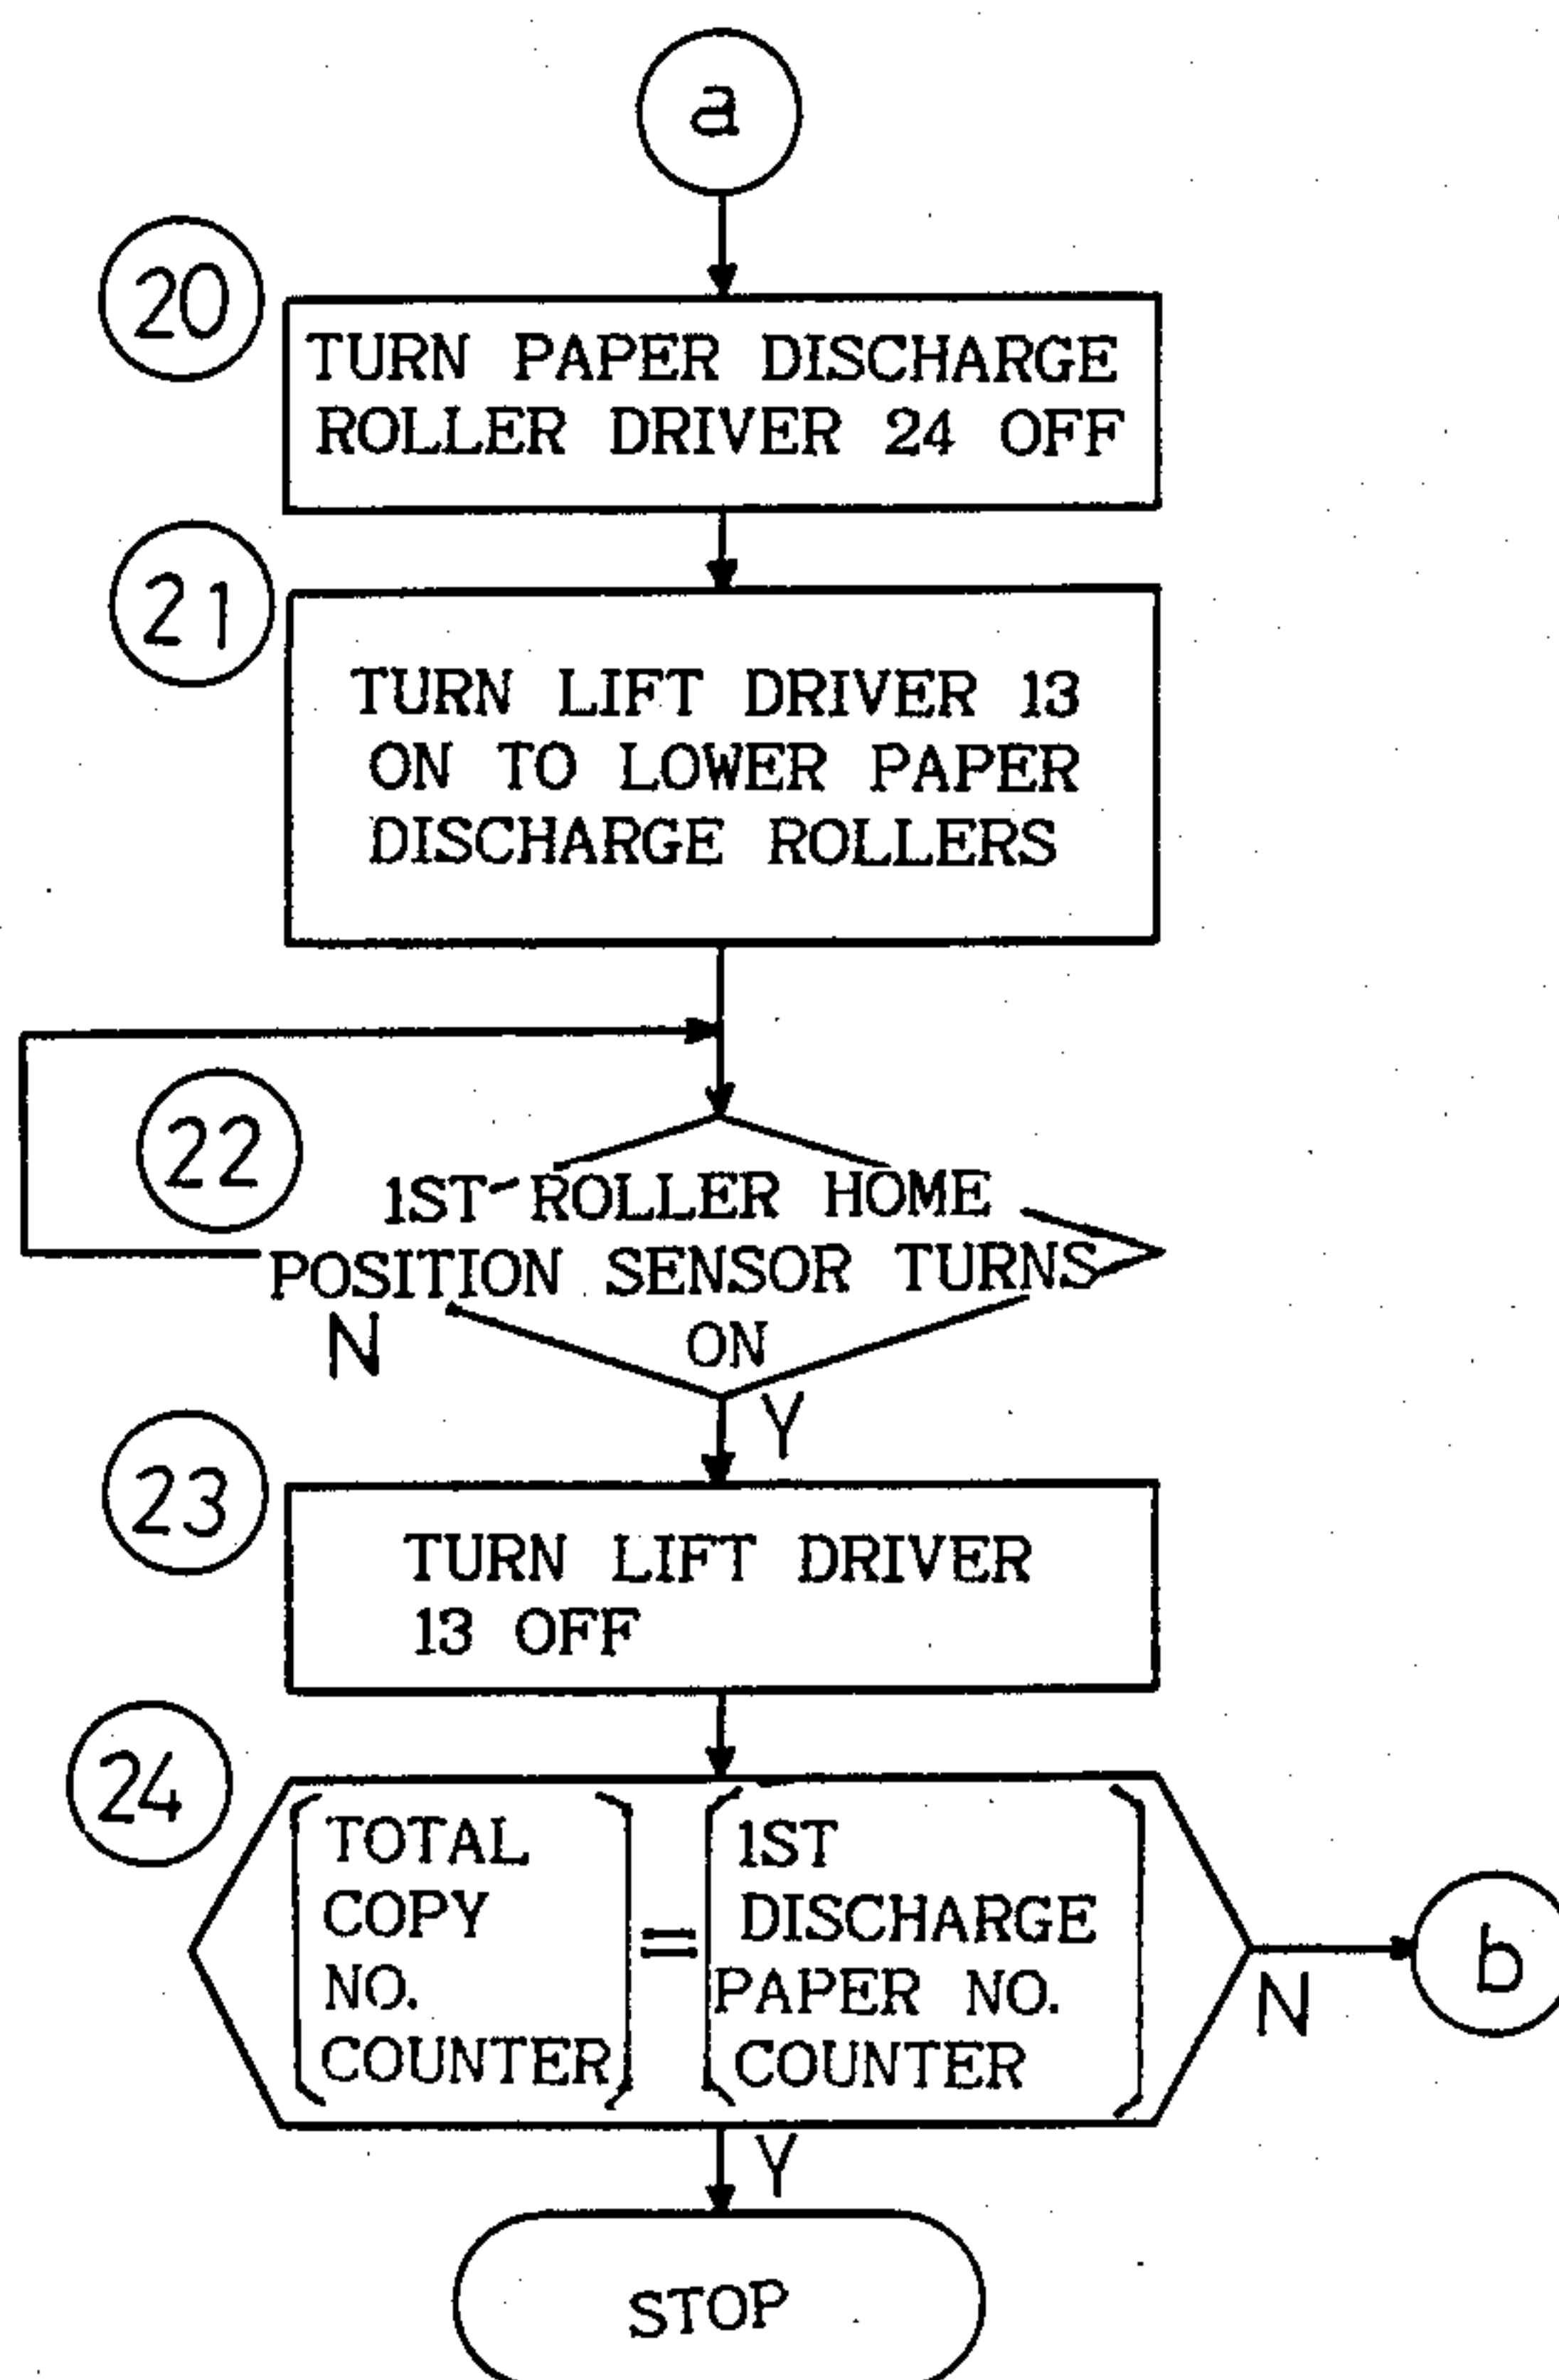 a
20
TURN PAPER DISCHARGE
ROLLER DRIVER 24 OFF
21
TURN LIFT DRIVER 13
ON TO LOWER PAPER
DISCHARGE ROLLERS
22
1ST-ROLLER HOME
POSITION SENSOR TURNS
ON
N
Y
23
TURN LIFT DRIVER
13 OFF
24
TOTAL
COPY
NO.
COUNTER
=
1ST
DISCHARGE
PAPER NO.
COUNTER
N
b
Y
STOP